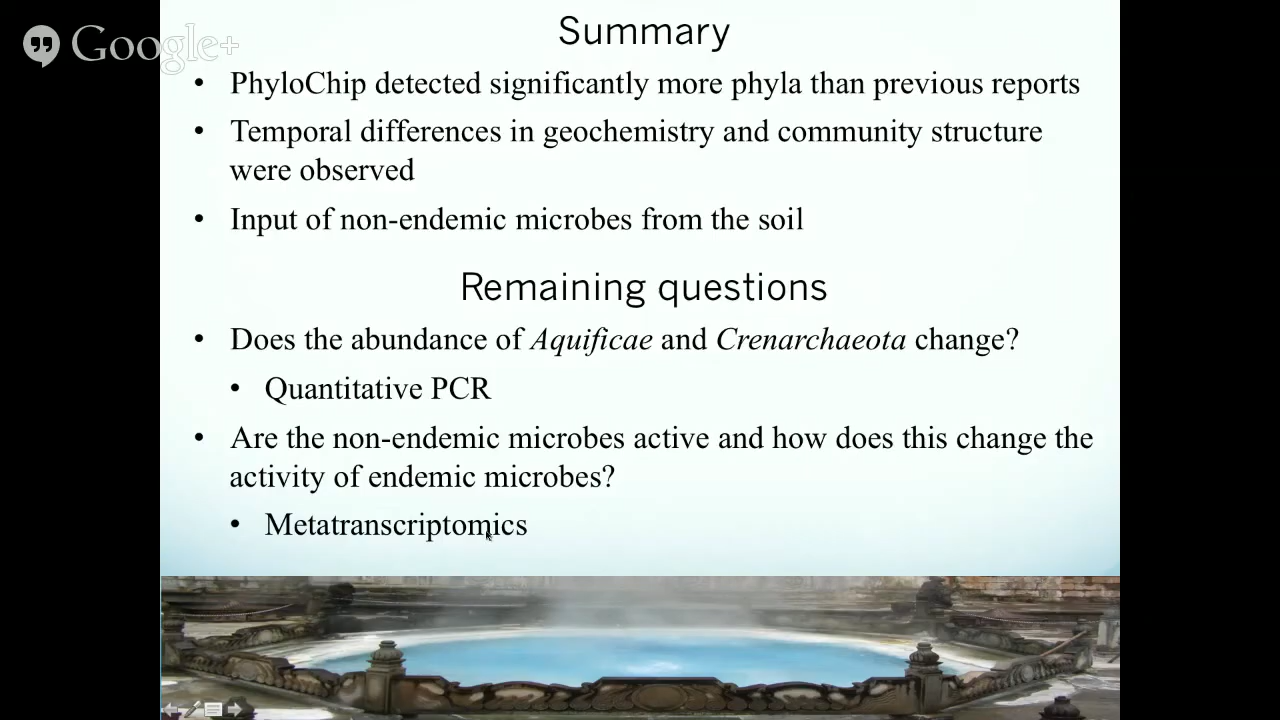 Google+
Summary
• PhyloChip detected significantly more phyla than previous reports
• Temporal differences in geochemistry and community structure
were observed
• Input of non-endemic microbes from the soil
Remaining questions
• Does the abundance of Aquificae and Crenarchaeota change?
• Quantitative PCR
• Are the non-endemic microbes active and how does this change the
activity of endemic microbes?
• Metatranscriptomics